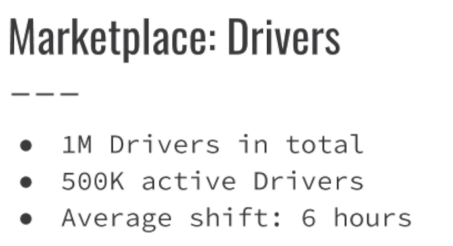 Marketplace: Drivers
---
● 1M Drivers in total
● 500K active Drivers
● Average shift: 6 hours